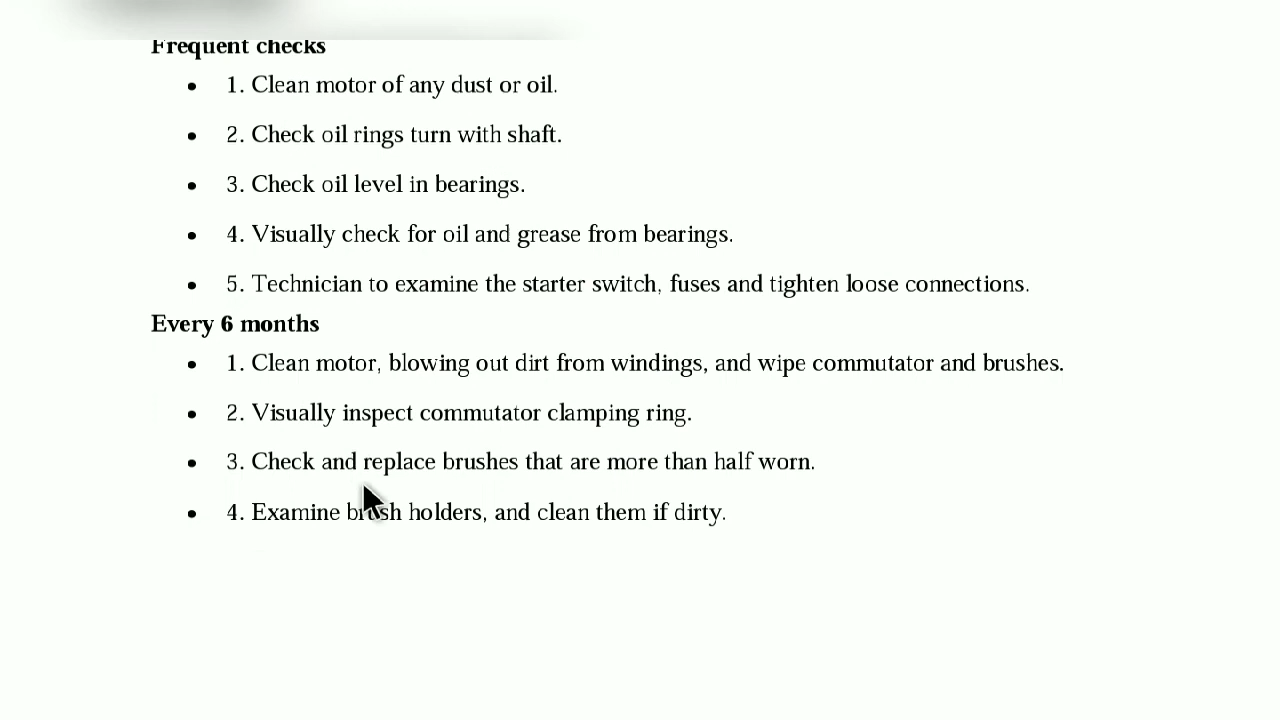 Frequent checks
1. Clean motor of any dust or oil.
2. Check oil rings turn with shaft.
3. Check oil level in bearings.
4. Visually check for oil and grease from bearings.
5. Technician to examine the starter switch, fuses and tighten loose connections.
Every 6 months
1. Clean motor, blowing out dirt from windings, and wipe commutator and brushes.
2. Visually inspect commutator clamping ring.
3. Check and replace brushes that are more than half worn.
4. Examine brush holders, and clean them if dirty.